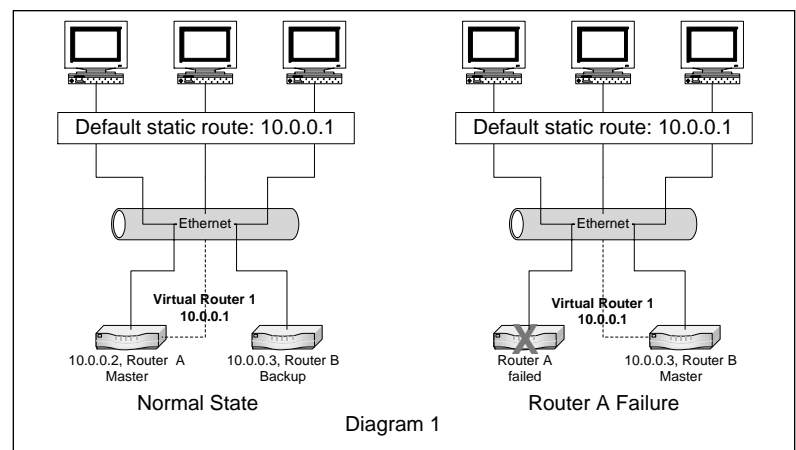 Default static route: 10.0.0.1
Ethernet
Virtual Router 1
10.0.0.1
10.0.0.2, Router A
Master
10.0.0.3, Router B
Backup
Normal State
Default static route: 10.0.0.1
Ethernet
Virtual Router 1
10.0.0.1
X
Router A
failed
10.0.0.3, Router B
Master
Router A Failure
Diagram 1